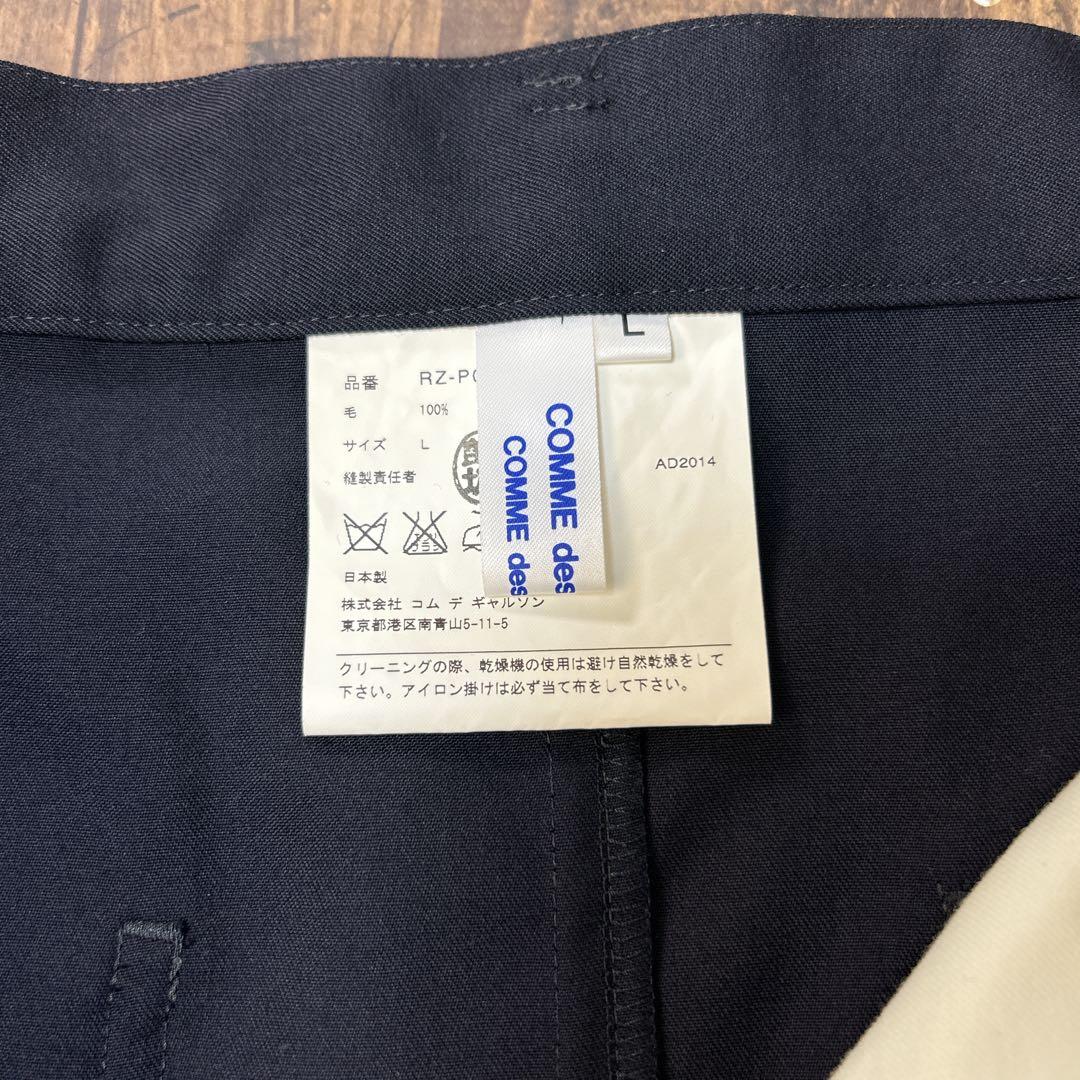 品番 RZ-P0
毛 100%
サイズ L
縫製責任者
AD2014
L
COMME des
COMME des
日本製
株式会社 コム デ ギャルソン
東京都港区南青山5-11-5
クリーニングの際、乾燥機の使用は避け自然乾燥をして
下さい。アイロン掛けは必ず当て布をして下さい。